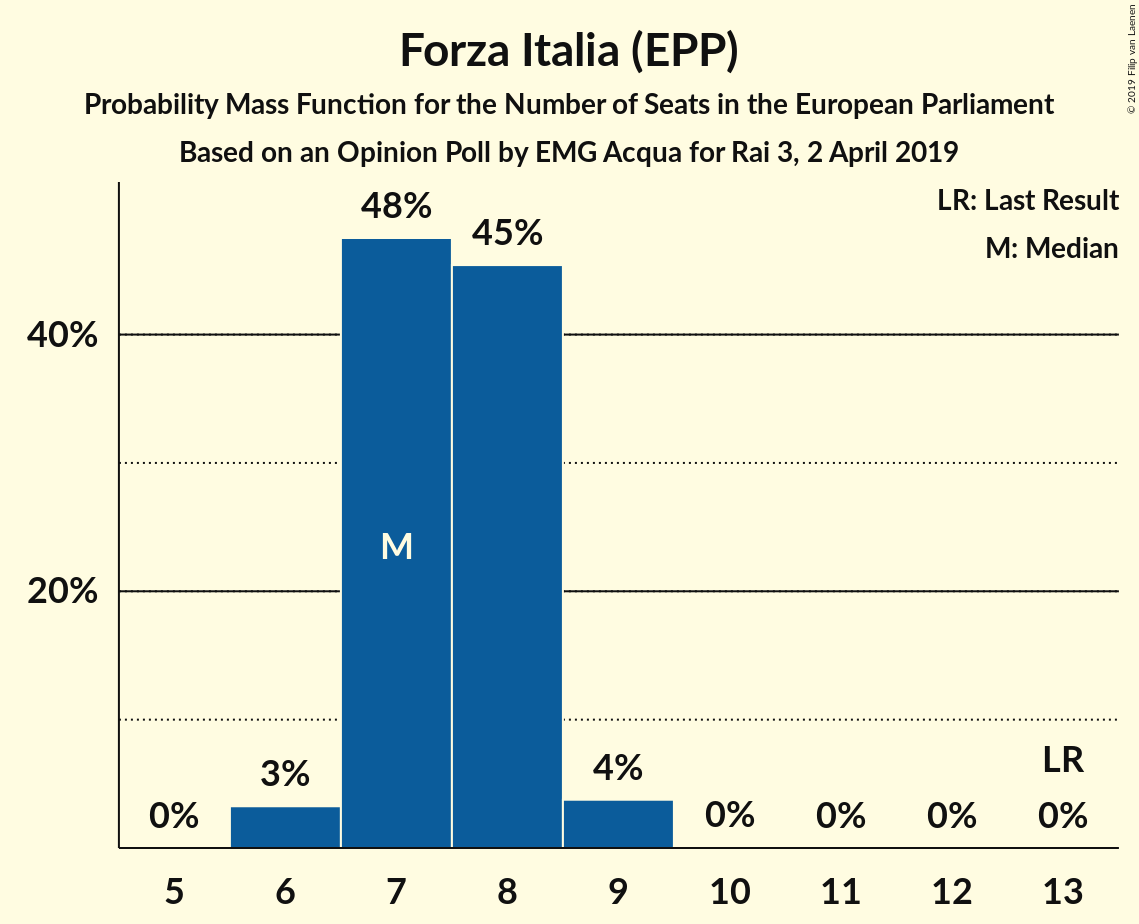 Forza Italia (EPP)
Probability Mass Function for the Number of Seats in the European Parliament
Based on an Opinion Poll by EMG Acqua for Rai 3, 2 April 2019
© 2019 Filip van Laenen
LR: Last Result
M: Median
48%
45%
40%
M
20%
LR
3%
4%
0%
0%
0%
0%
0%
5 6 7 8 9 10 11 12 13